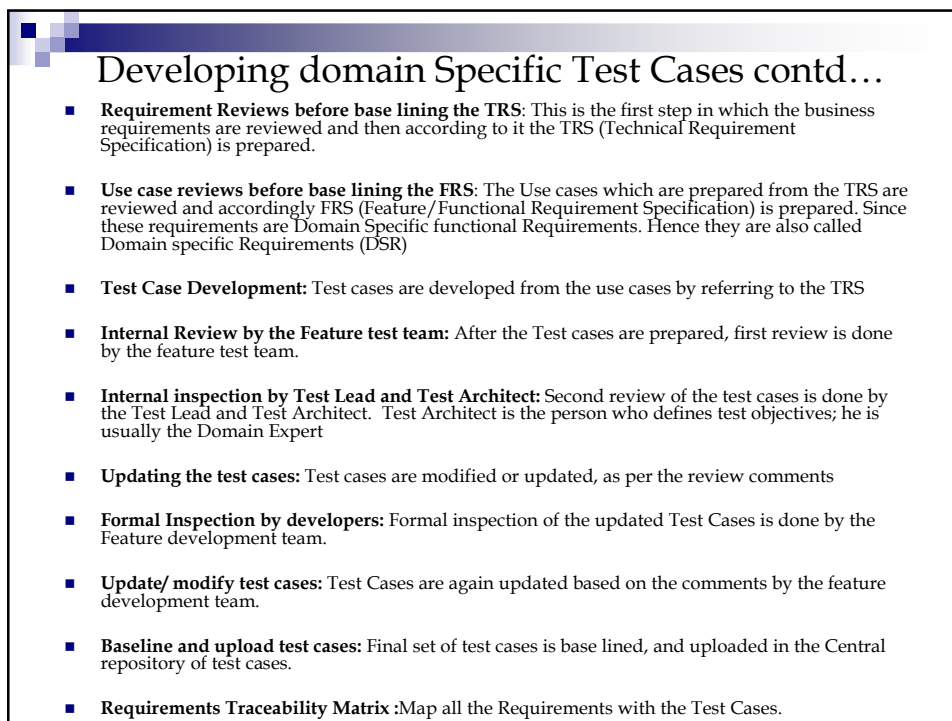 Developing domain Specific Test Cases contd…
Requirement Reviews before base lining the TRS: This is the first step in which the business
requirements are reviewed and then according to it the TRS (Technical Requirement
Specification) is prepared.
Use case reviews before base lining the FRS: The Use cases which are prepared from the TRS are
reviewed and accordingly FRS (Feature/Functional Requirement Specification) is prepared. Since
these requirements are Domain Specific functional Requirements. Hence they are also called
Domain specific Requirements (DSR)
Test Case Development: Test cases are developed from the use cases by referring to the TRS
Internal Review by the Feature test team: After the Test cases are prepared, first review is done
by the feature test team.
Internal inspection by Test Lead and Test Architect: Second review of the test cases is done by
the Test Lead and Test Architect. Test Architect is the person who defines test objectives; he is
usually the Domain Expert
Updating the test cases: Test cases are modified or updated, as per the review comments
Formal Inspection by developers: Formal inspection of the updated Test Cases is done by the
Feature development team.
Update/ modify test cases: Test Cases are again updated based on the comments by the feature
development team.
Baseline and upload test cases: Final set of test cases is base lined, and uploaded in the Central
repository of test cases.
Requirements Traceability Matrix :Map all the Requirements with the Test Cases.